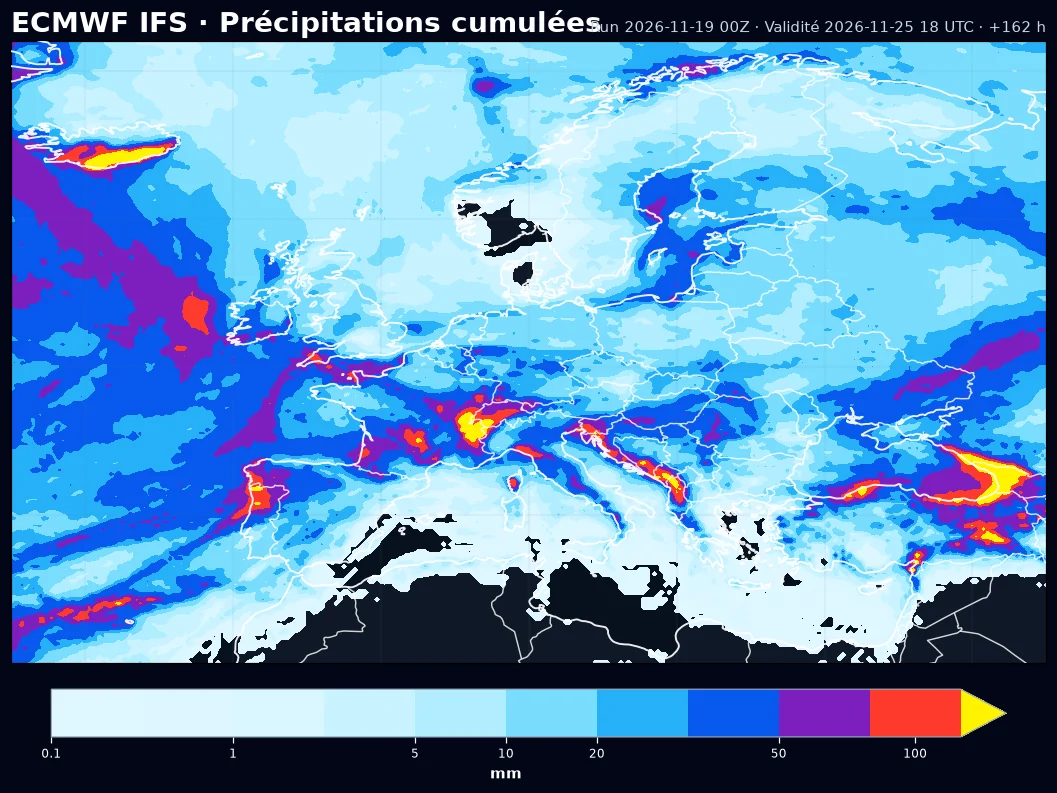 ECMWF IFS · Précipitations cumulées
Run 2026-11-19 00Z · Validité 2026-11-25 18 UTC · +162 h
0.1 1 5 10 20 50 100
mm